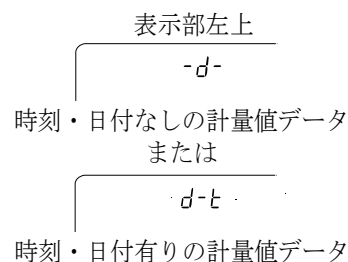 表示部左上
-d-
時刻・日付なしの計量値データ
または
d-t
時刻・日付有りの計量値データ